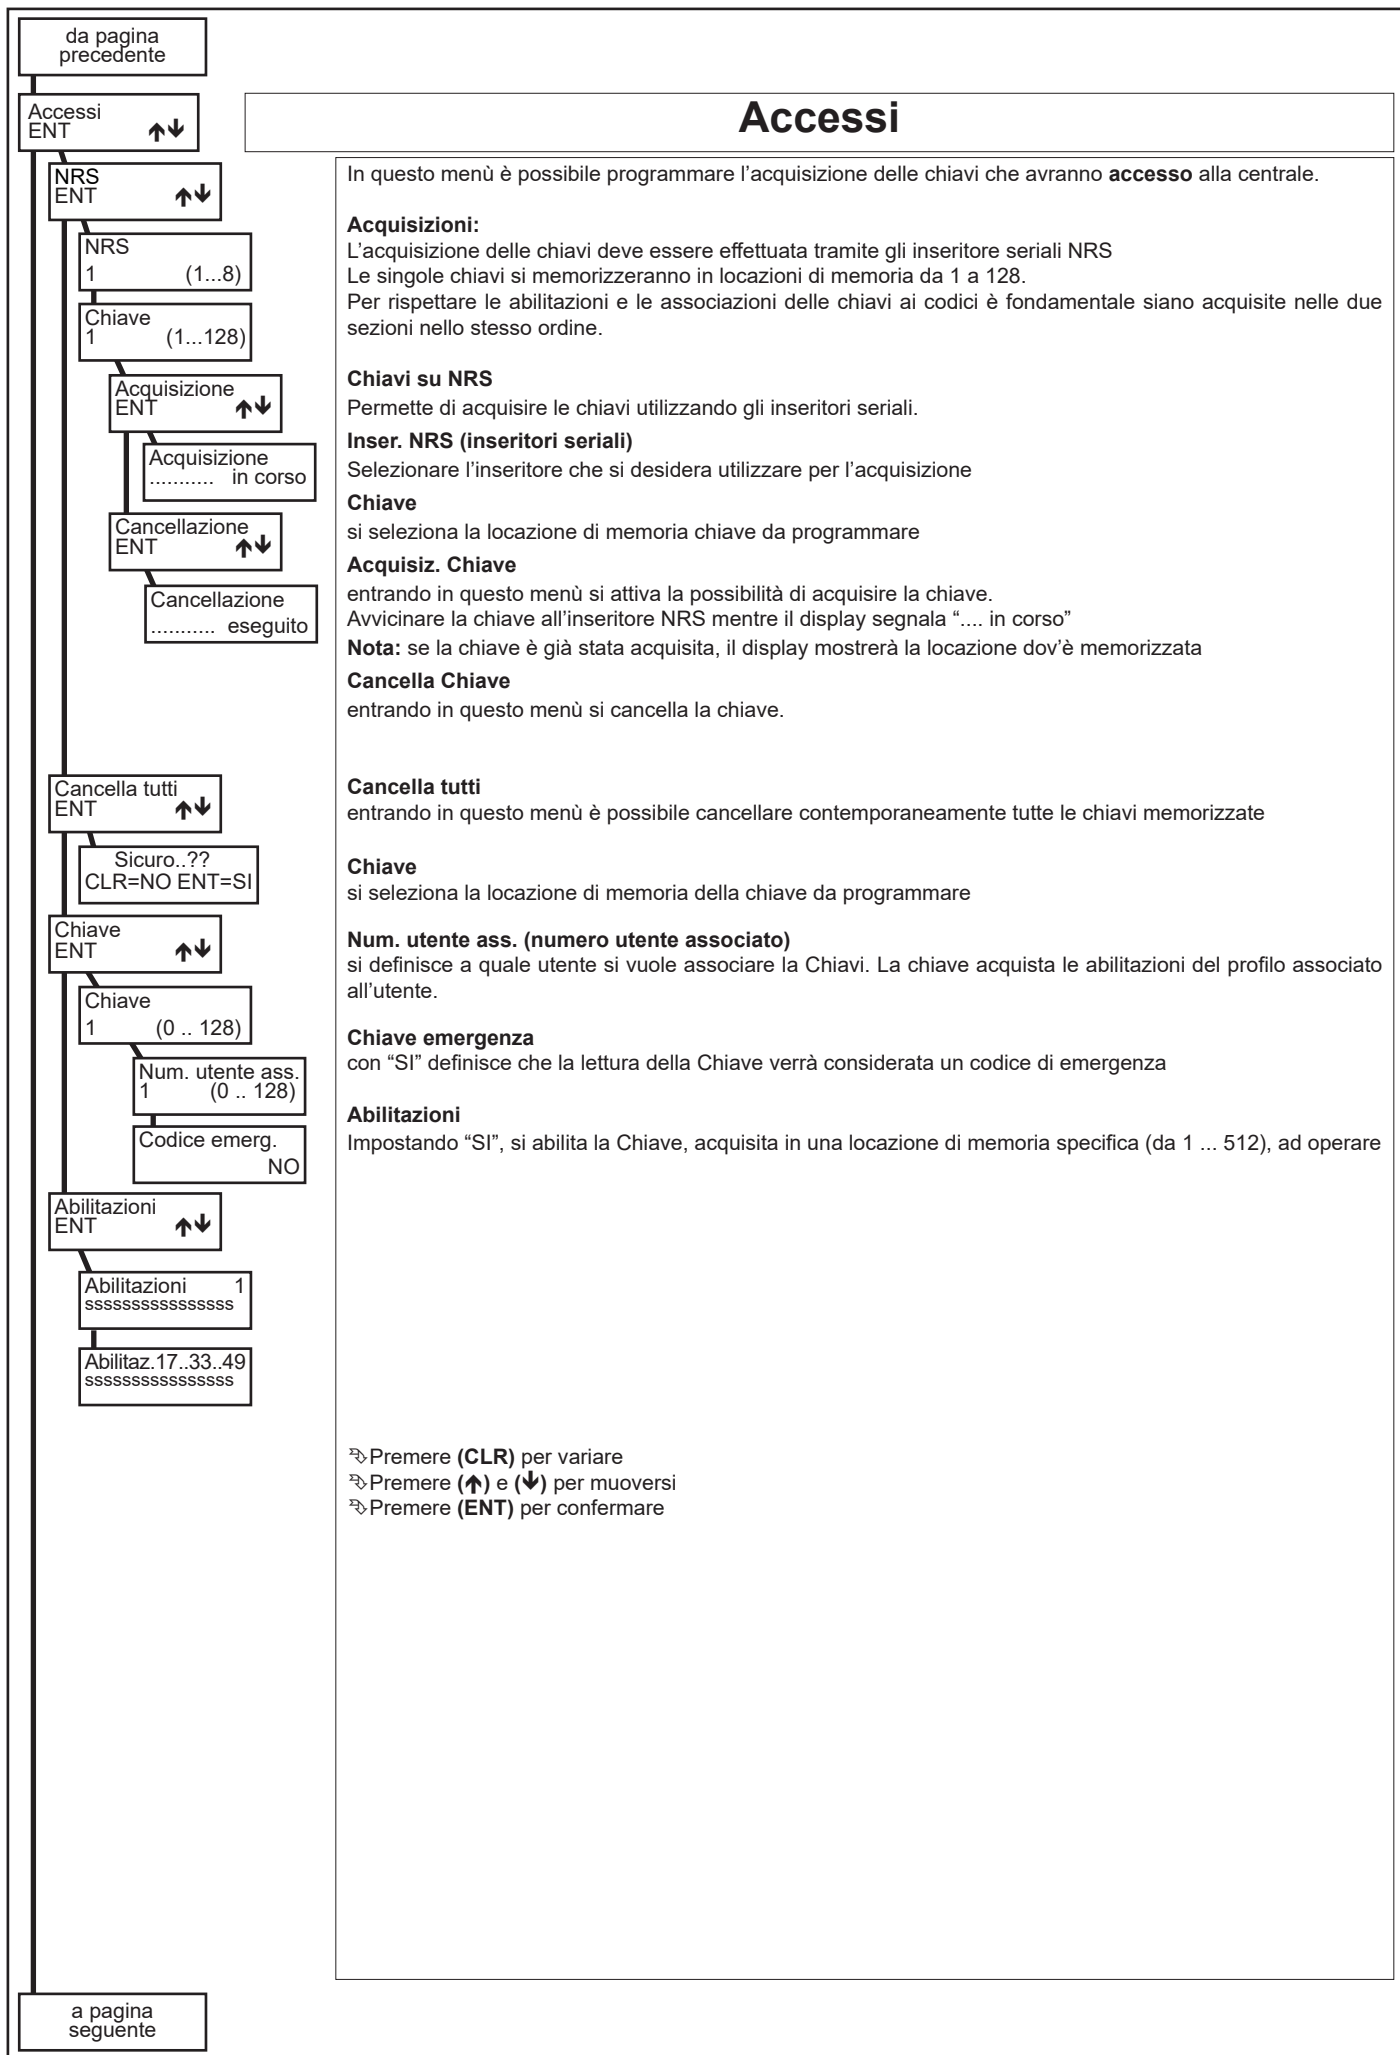 da pagina
precedente
Accessi
ENT ↑↓
Accessi
NRS
ENT ↑↓
NRS
1 (1...8)
Chiave
1 (1...128)
Acquisizione
ENT ↑↓
Acquisizione
........... in corso
Cancellazione
ENT ↑↓
Cancellazione
........... eseguito
Cancella tutti
ENT ↑↓
Sicuro..??
CLR=NO ENT=SI
Chiave
ENT ↑↓
Chiave
1 (0 .. 128)
Num. utente ass.
1 (0 .. 128)
Codice emerg.
NO
Abilitazioni
ENT ↑↓
Abilitazioni 1
ssssssssssssssss
Abilitaz.17..33..49
ssssssssssssssss
In questo menù è possibile programmare l’acquisizione delle chiavi che avranno accesso alla centrale.
Acquisizioni:
L’acquisizione delle chiavi deve essere effettuata tramite gli inseritore seriali NRS
Le singole chiavi si memorizzeranno in locazioni di memoria da 1 a 128.
Per rispettare le abilitazioni e le associazioni delle chiavi ai codici è fondamentale siano acquisite nelle due
sezioni nello stesso ordine.
Chiavi su NRS
Permette di acquisire le chiavi utilizzando gli inseritori seriali.
Inser. NRS (inseritori seriali)
Selezionare l’inseritore che si desidera utilizzare per l’acquisizione
Chiave
si seleziona la locazione di memoria chiave da programmare
Acquisiz. Chiave
entrando in questo menù si attiva la possibilità di acquisire la chiave.
Avvicinare la chiave all’inseritore NRS mentre il display segnala “.... in corso”
Nota: se la chiave è già stata acquisita, il display mostrerà la locazione dov’è memorizzata
Cancella Chiave
entrando in questo menù si cancella la chiave.
Cancella tutti
entrando in questo menù è possibile cancellare contemporaneamente tutte le chiavi memorizzate
Chiave
si seleziona la locazione di memoria della chiave da programmare
Num. utente ass. (numero utente associato)
si definisce a quale utente si vuole associare la Chiavi. La chiave acquista le abilitazioni del profilo associato
all’utente.
Chiave emergenza
con “SI” definisce che la lettura della Chiave verrà considerata un codice di emergenza
Abilitazioni
Impostando “SI”, si abilita la Chiave, acquisita in una locazione di memoria specifica (da 1 ... 512), ad operare
Premere (CLR) per variare
Premere (↑) e (↓) per muoversi
Premere (ENT) per confermare
a pagina
seguente